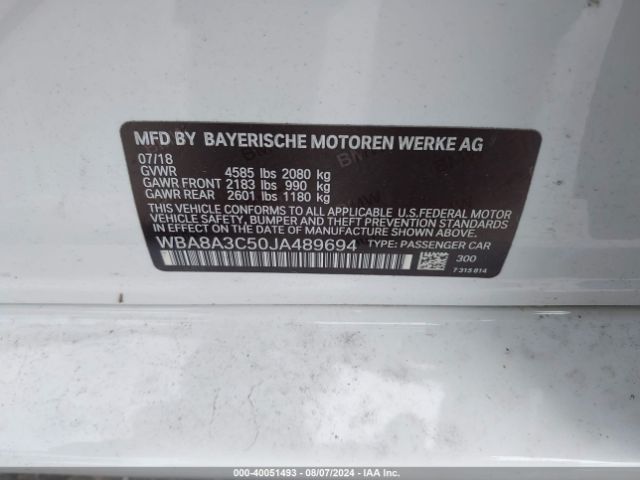 MFD BY BAYERISCHE MOTOREN WERKE AG
07/18
GVWR 4585 lbs 2080 kg
GAWR FRONT 2183 lbs 990 kg
GAWR REAR 2601 lbs 1180 kg
THIS VEHICLE CONFORMS TO ALL APPLICABLE U.S.FEDERAL MOTOR
VEHICLE SAFETY, BUMPER AND THEFT PREVENTION STANDARDS
IN EFFECT ON THE DATE OF MANUFACTURE SHOWN ABOVE.
WBA8A3C50JA489694 TYPE: PASSENGER CAR
300
7 315 814
000-40051493 - 08/07/2024 - IAA Inc.